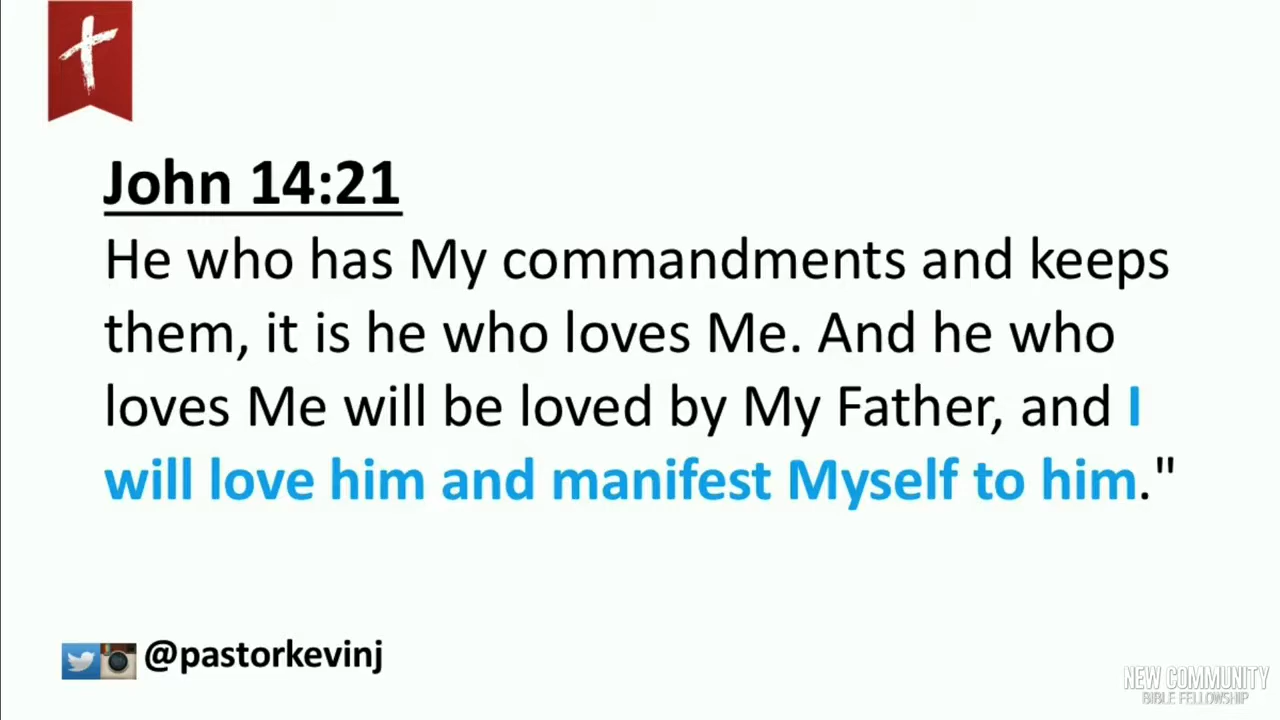 John 14:21
He who has My commandments and keeps
them, it is he who loves Me. And he who
loves Me will be loved by My Father, and I
will love him and manifest Myself to him."
@pastorkevinj
NEW COMMUNITY
BIBLE FELLOWSHIP